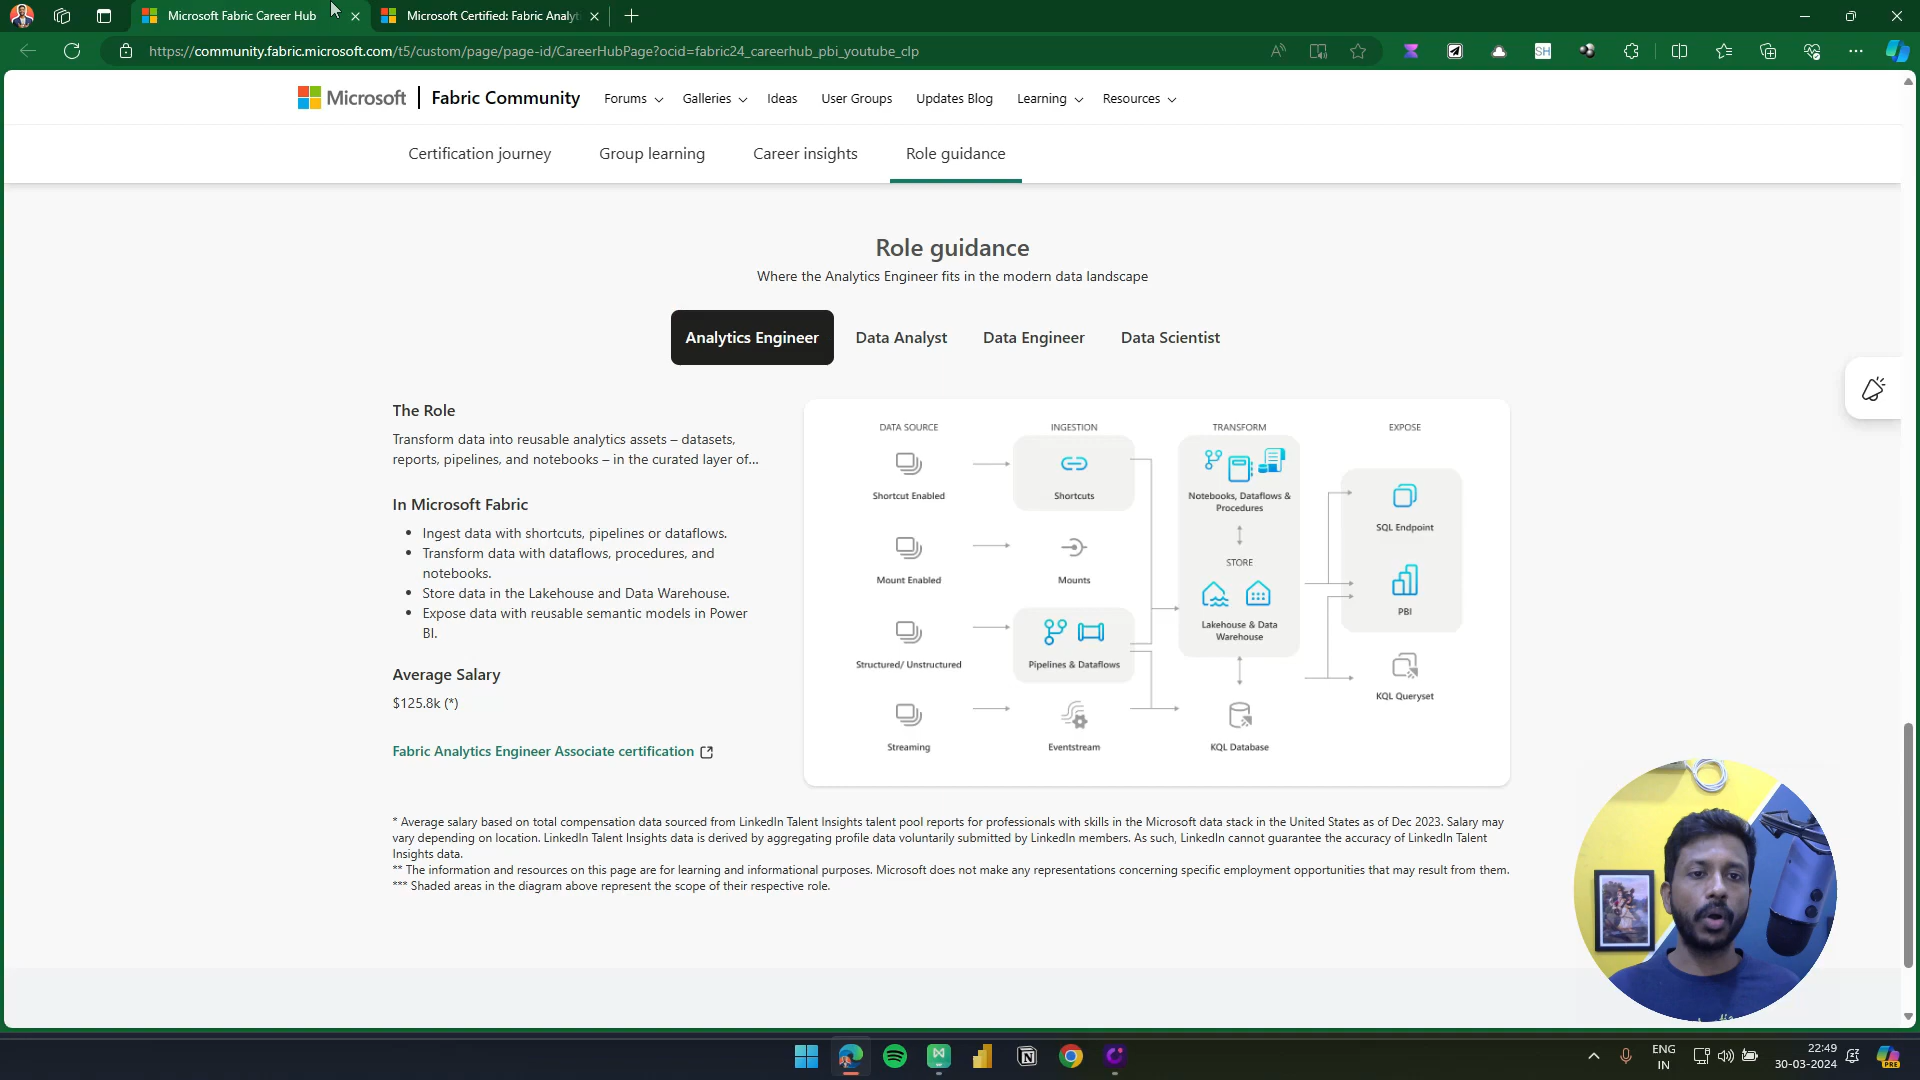 Microsoft Fabric Career Hub
Microsoft Certified: Fabric Analyt
https://community.fabric.microsoft.com/t5/custom/page/page-id/CareerHubPage?ocid=fabric24_careerhub_pbi_youtube_clp
SH
Microsoft
Fabric Community
Forums
Galleries
Ideas
User Groups
Updates Blog
Learning
Resources
Certification journey
Group learning
Career insights
Role guidance
Role guidance
Where the Analytics Engineer fits in the modern data landscape
Analytics Engineer
Data Analyst
Data Engineer
Data Scientist
The Role
Transform data into reusable analytics assets – datasets,
reports, pipelines, and notebooks – in the curated layer of...
In Microsoft Fabric
• Ingest data with shortcuts, pipelines or dataflows.
• Transform data with dataflows, procedures, and
notebooks.
• Store data in the Lakehouse and Data Warehouse.
• Expose data with reusable semantic models in Power
BI.
Average Salary
$125.8k (*)
Fabric Analytics Engineer Associate certification
DATA SOURCE
INGESTION
TRANSFORM
EXPOSE
Shortcut Enabled
Shortcuts
Notebooks, Dataflows &
Procedures
SQL Endpoint
Mount Enabled
Mounts
STORE
PBI
Lakehouse & Data
Warehouse
Structured/ Unstructured
Pipelines & Dataflows
KQL Queryset
Streaming
Eventstream
KQL Database
* Average salary based on total compensation data sourced from LinkedIn Talent Insights talent pool reports for professionals with skills in the Microsoft data stack in the United States as of Dec 2023. Salary may
vary depending on location. LinkedIn Talent Insights data is derived by aggregating profile data voluntarily submitted by LinkedIn members. As such, LinkedIn cannot guarantee the accuracy of LinkedIn Talent
Insights data.
** The information and resources on this page are for learning and informational purposes. Microsoft does not make any representations concerning specific employment opportunities that may result from them.
*** Shaded areas in the diagram above represent the scope of their respective role.
ENG
IN
22:49
30-03-2024
PRE